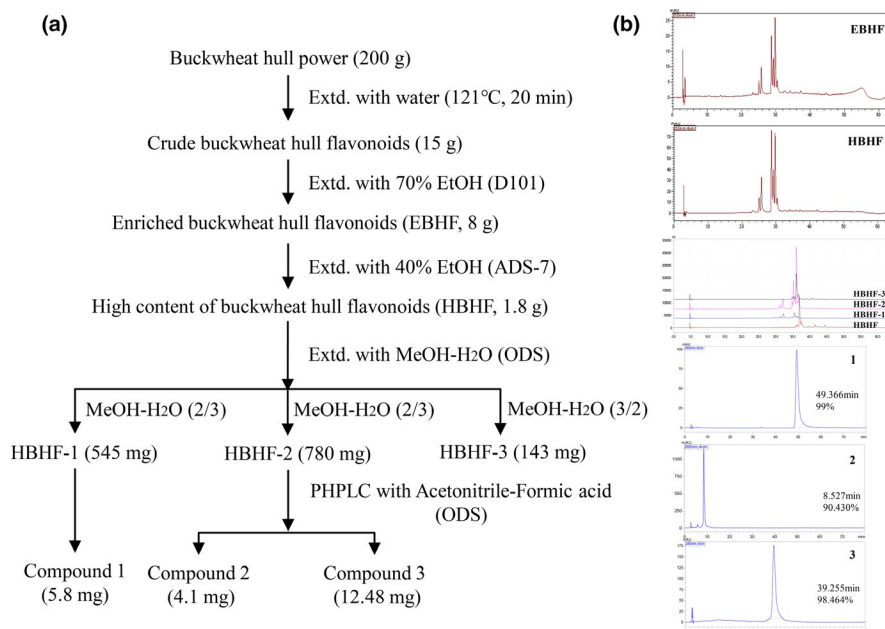 (a)
Buckwheat hull power (200 g)
Extd. with water (121℃, 20 min)
Crude buckwheat hull flavonoids (15 g)
Extd. with 70% EtOH (D101)
Enriched buckwheat hull flavonoids (EBHF, 8 g)
Extd. with 40% EtOH (ADS-7)
High content of buckwheat hull flavonoids (HBHF, 1.8 g)
Extd. with MeOH-H2O (ODS)
MeOH-H2O (2/3)
MeOH-H2O (2/3)
MeOH-H2O (3/2)
HBHF-1 (545 mg)
HBHF-2 (780 mg)
HBHF-3 (143 mg)
PHPLC with Acetonitrile-Formic acid
(ODS)
Compound 1
(5.8 mg)
Compound 2
(4.1 mg)
Compound 3
(12.48 mg)
(b)
EBHF
HBHF
HBHF-3
HBHF-2
HBHF-1
HBHF
1
49.366min
99%
2
8.527min
90.430%
3
39.255min
98.464%